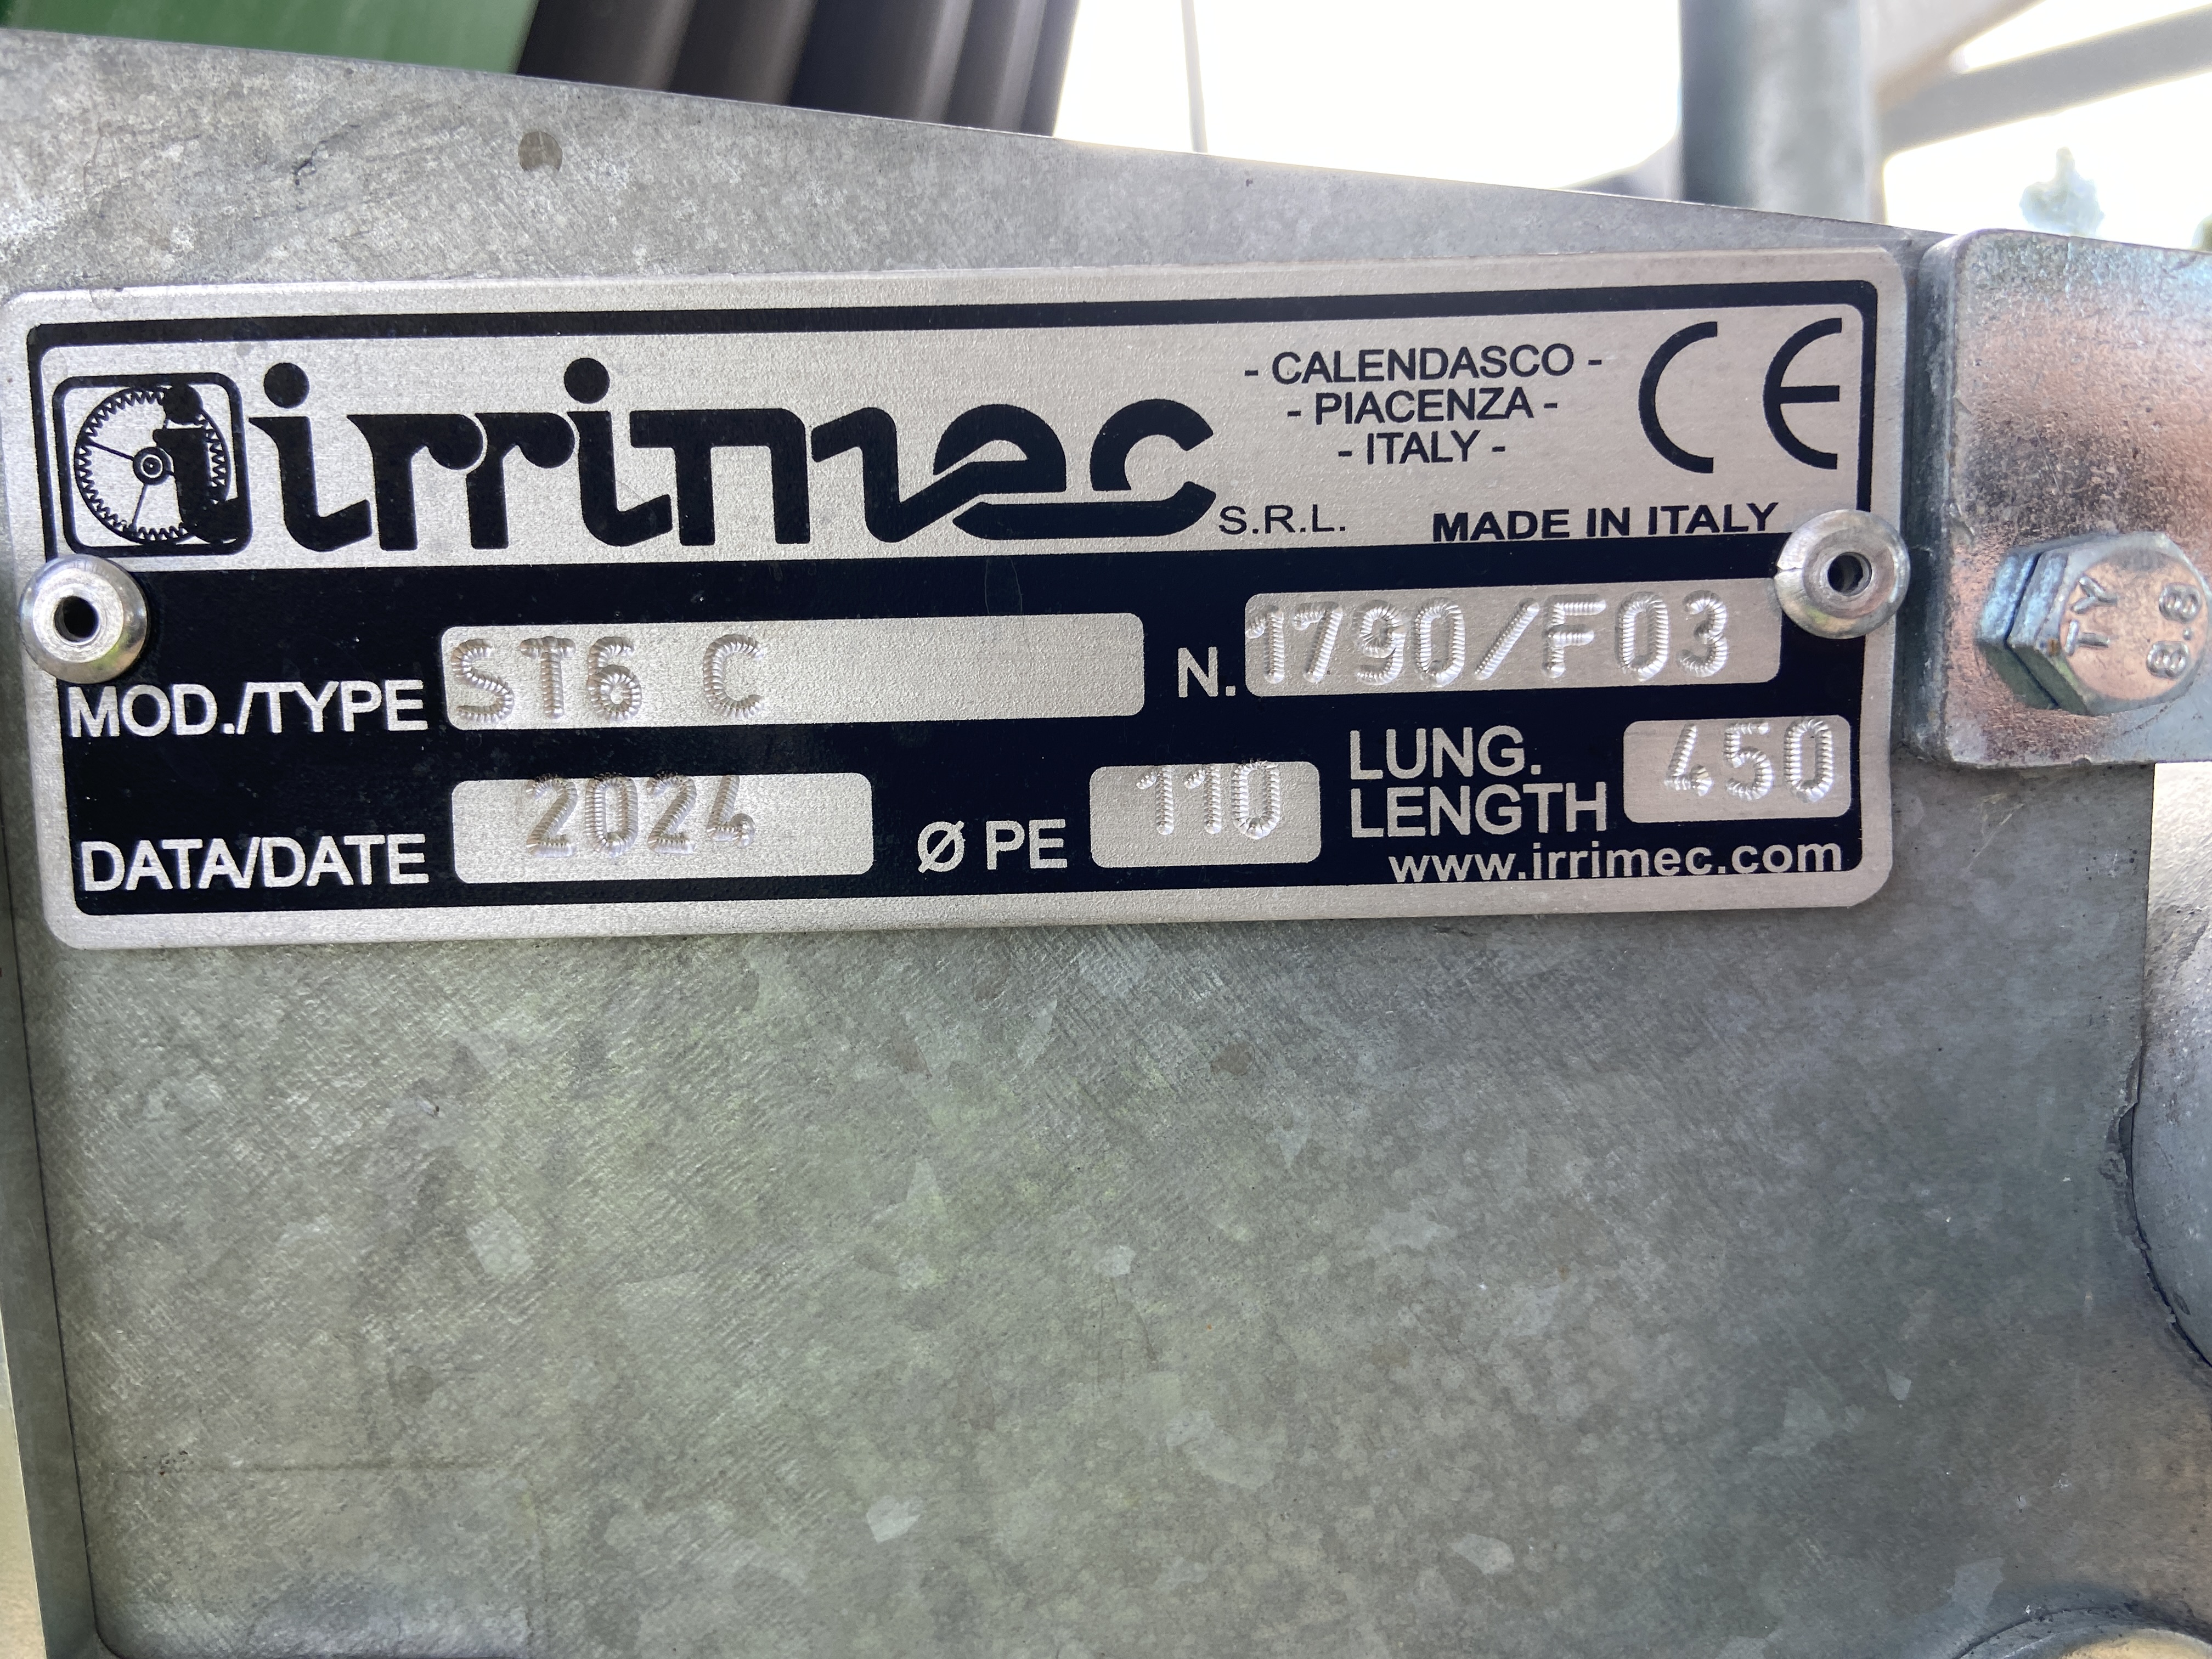 irrimec S.R.L.
- CALENDASCO -
- PIACENZA -
- ITALY -
CE
MADE IN ITALY
MOD./TYPE ST6 C
N. 1790/F03
DATA/DATE 2024
Ø PE 110
LUNG.
LENGTH 450
www.irrimec.com
TY
8.8